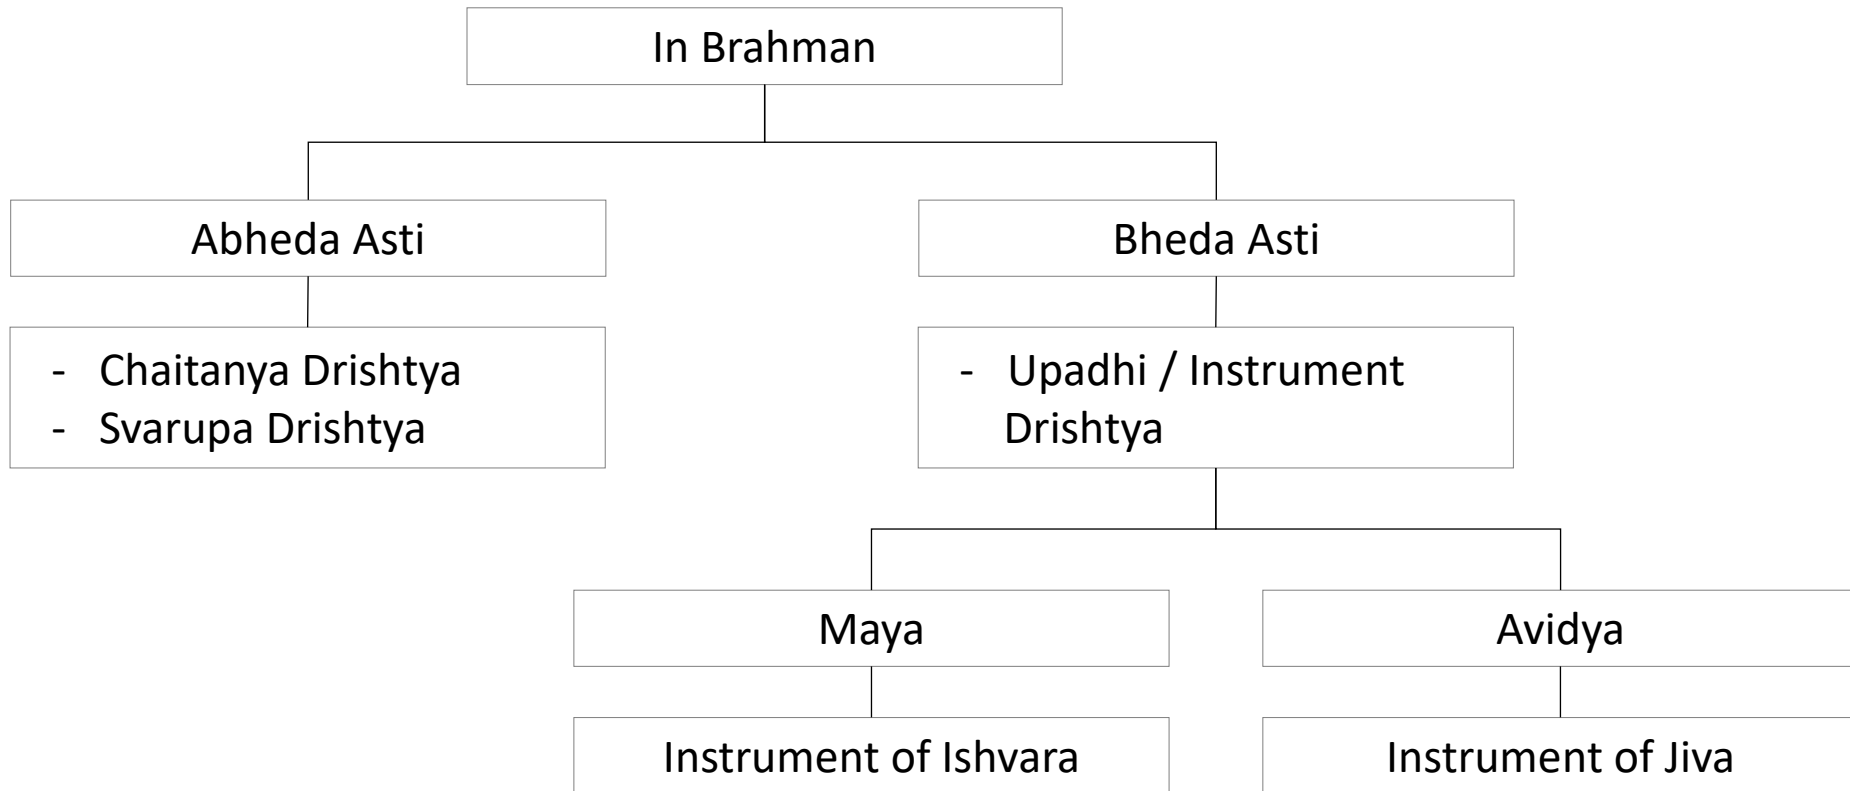 In Brahman
Abheda Asti
Bheda Asti
- Chaitanya Drishtya
- Svarupa Drishtya
- Upadhi / Instrument
Drishtya
Maya
Avidya
Instrument of Ishvara
Instrument of Jiva